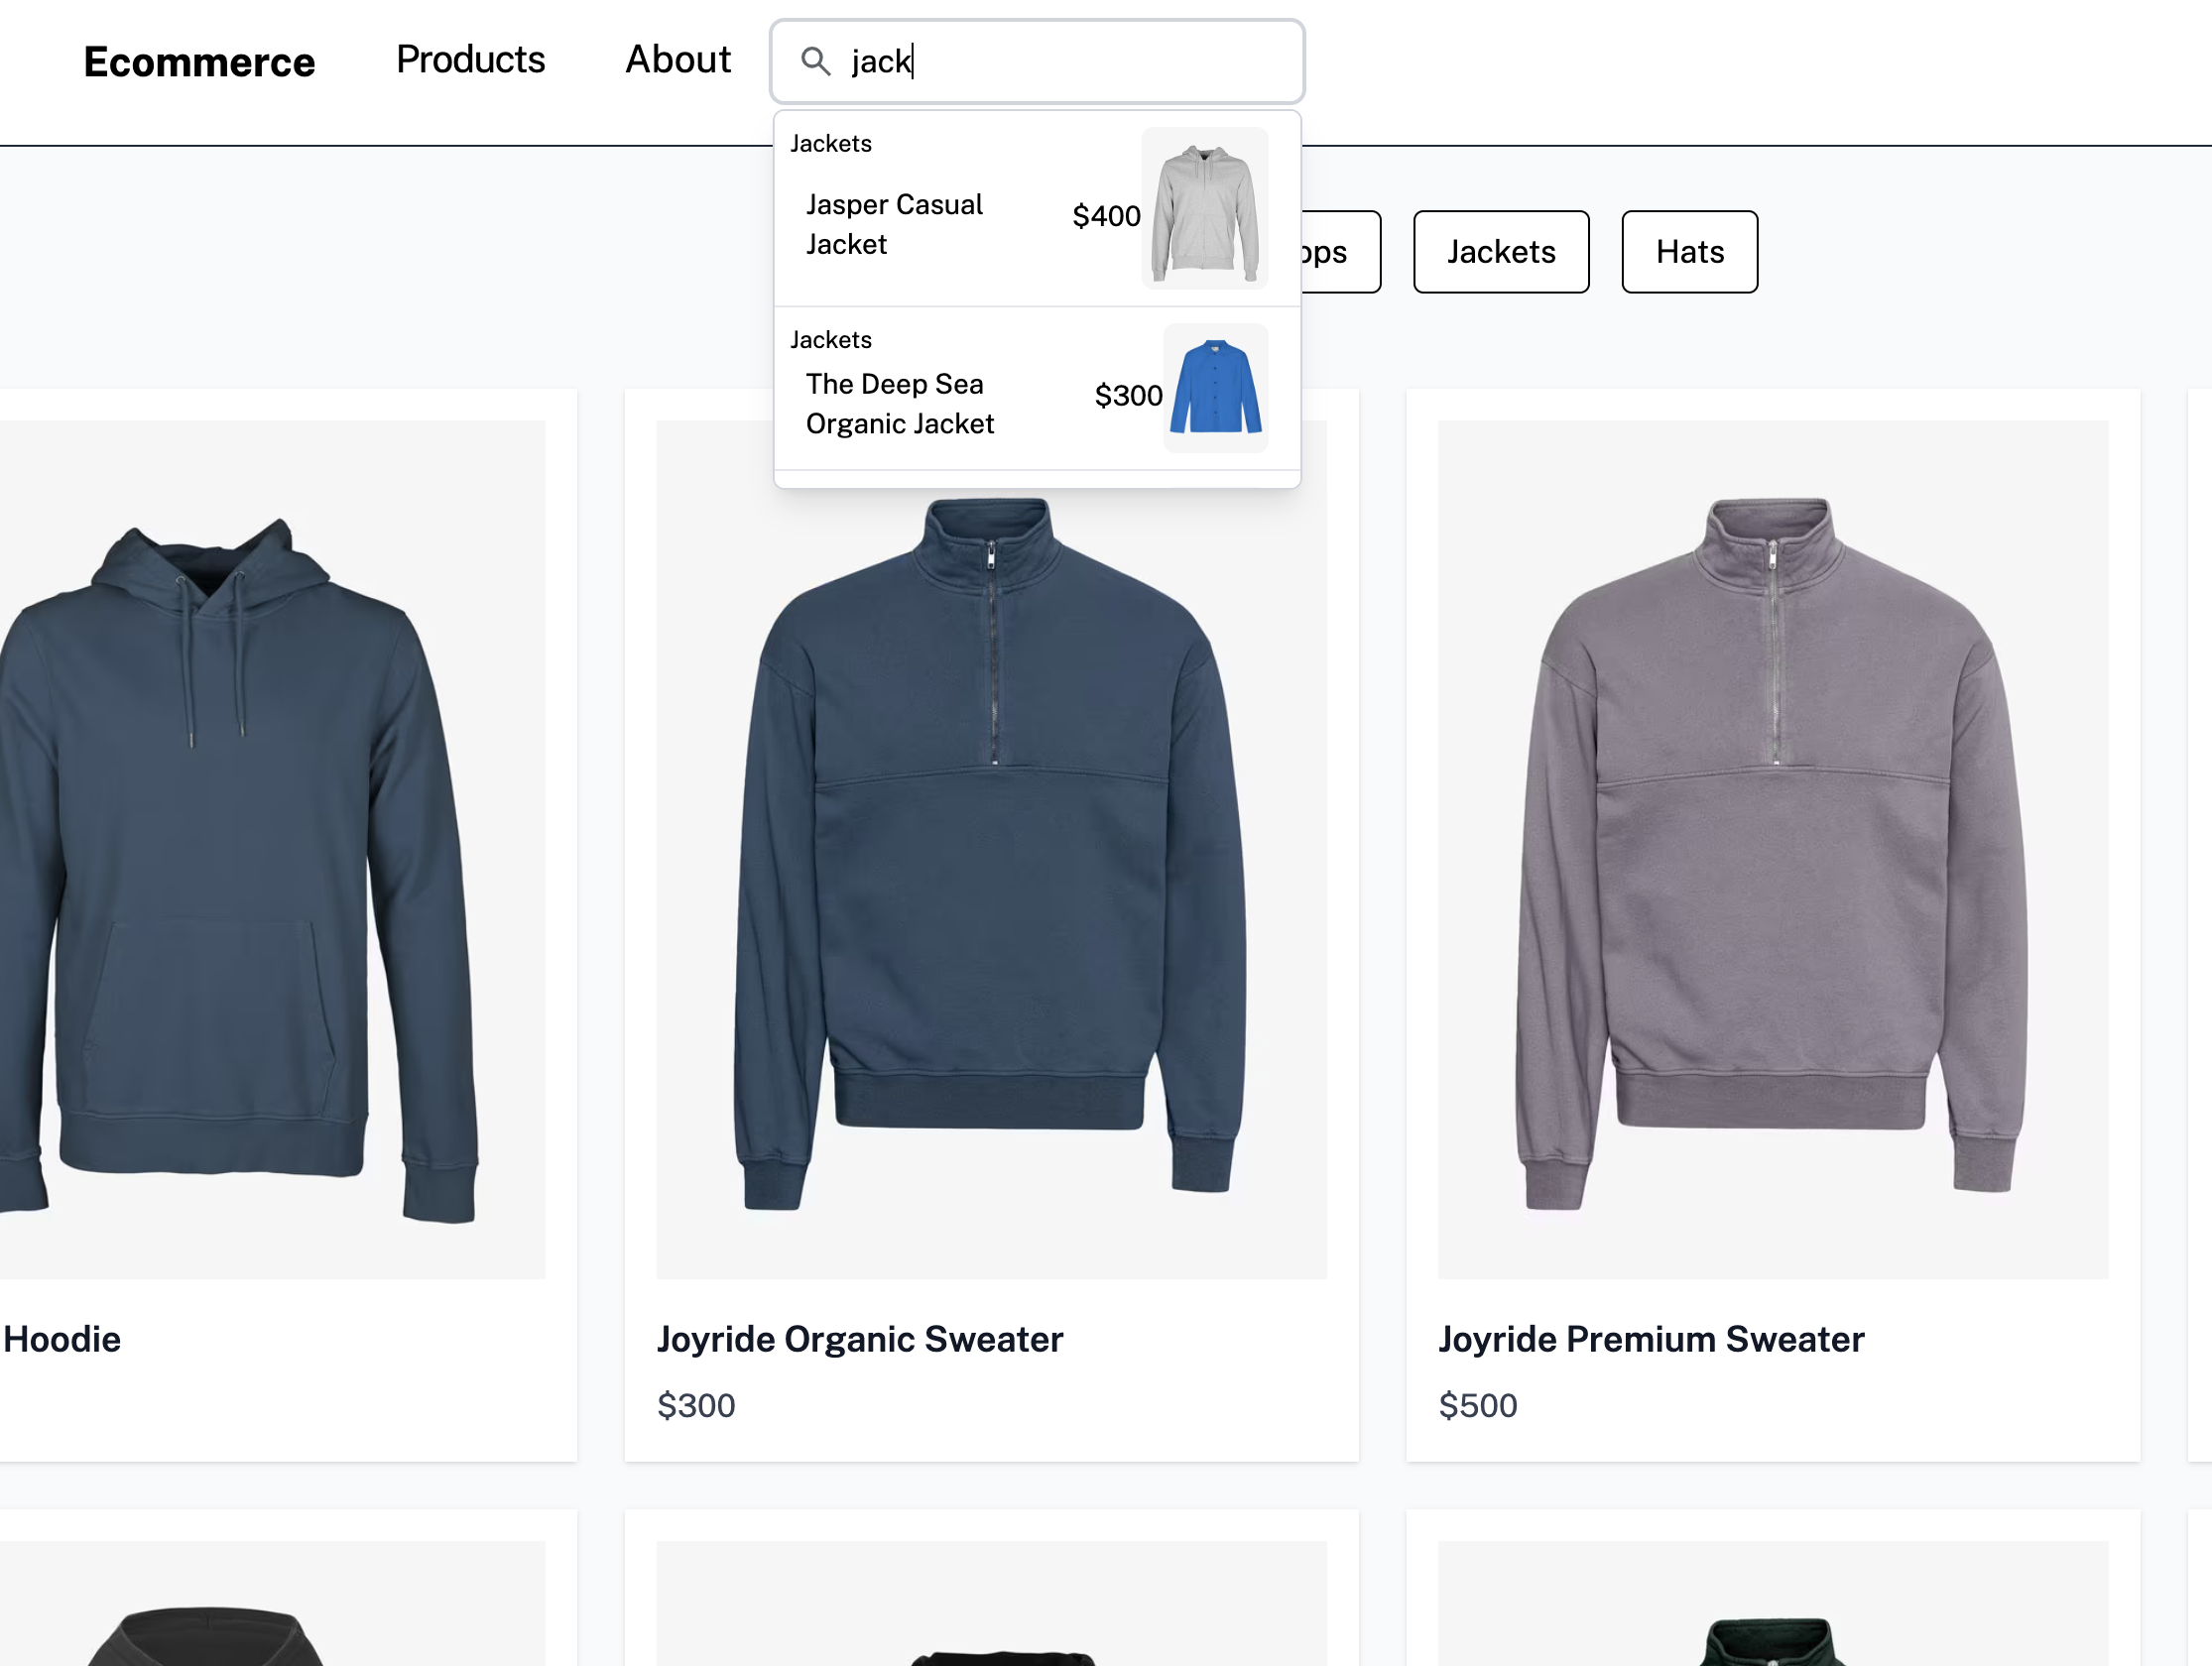 Ecommerce Products About jack
Jackets
Jasper Casual
Jacket
$400
Jackets
The Deep Sea
Organic Jacket
$300
Jackets
Hats
Hoodie
Joyride Organic Sweater
$300
Joyride Premium Sweater
$500